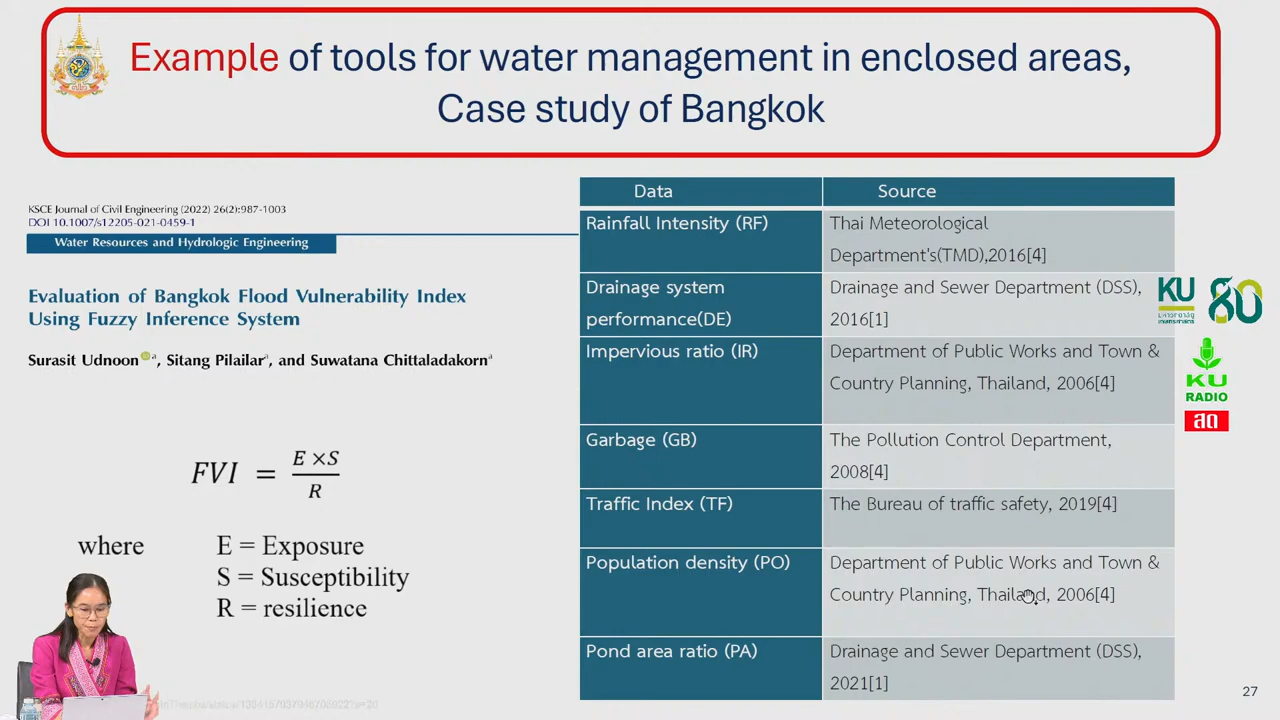 Example of tools for water management in enclosed areas,
Case study of Bangkok
KSCE Journal of Civil Engineering (2022) 26(2):987-1003
DOI 10.1007/s12205-021-0459-1
Water Resources and Hydrologic Engineering
Evaluation of Bangkok Flood Vulnerability Index
Using Fuzzy Inference System
Surasit Udnoon a, Sitang Pilailar a, and Suwatana Chittaladakorn a
FVI = E ×S
R
where E = Exposure
S = Susceptibility
R = resilience
Data Source
Rainfall Intensity (RF) Thai Meteorological
Department's(TMD),2016[4]
Drainage system Drainage and Sewer Department (DSS),
performance(DE) 2016[1]
Impervious ratio (IR) Department of Public Works and Town &
Country Planning, Thailand, 2006[4]
Garbage (GB) The Pollution Control Department,
2008[4]
Traffic Index (TF) The Bureau of traffic safety, 2019[4]
Population density (PO) Department of Public Works and Town &
Country Planning, Thailand, 2006[4]
Pond area ratio (PA) Drainage and Sewer Department (DSS),
2021[1]
KU 80
KU
RADIO
สด
27